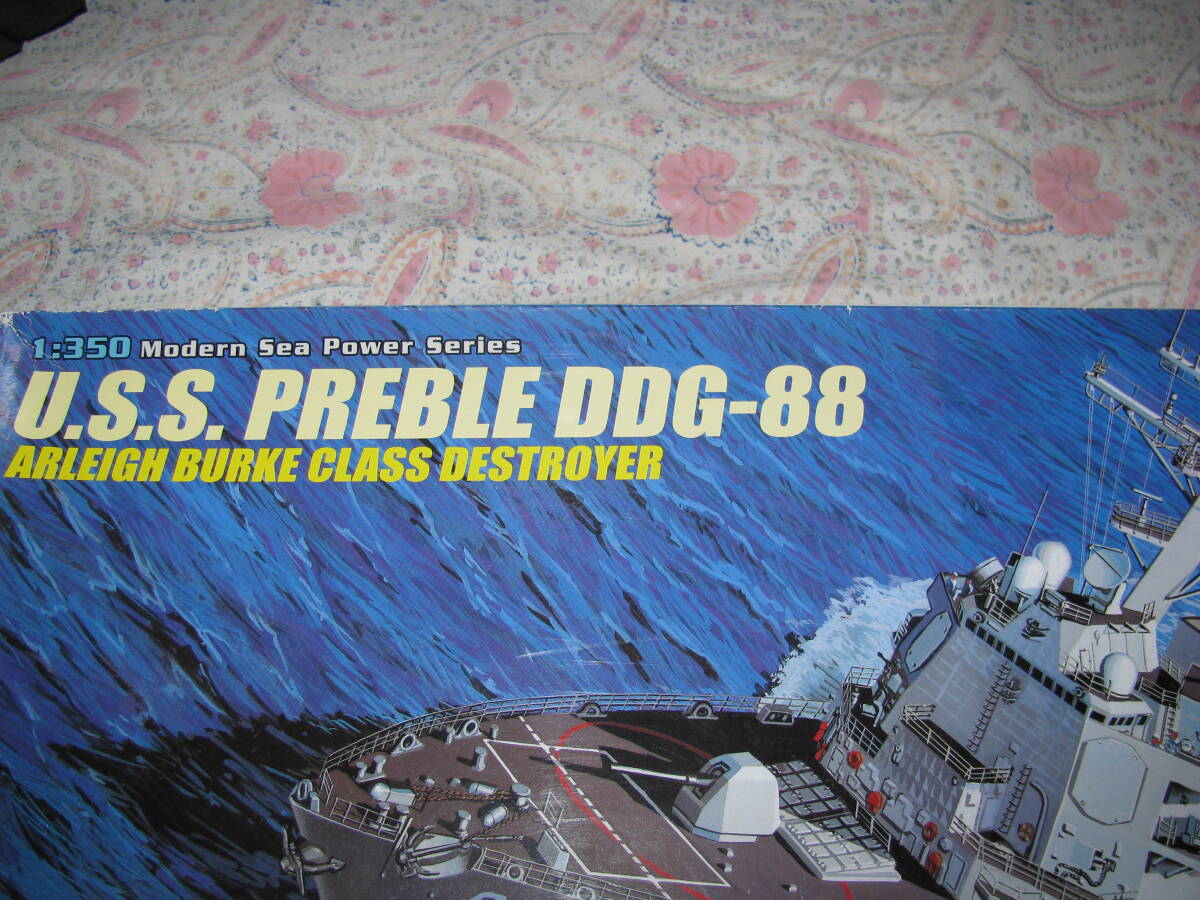 1:350 Modern Sea Power Series
U.S.S. PREBLE DDG-88
ARLEIGH BURKE CLASS DESTROYER